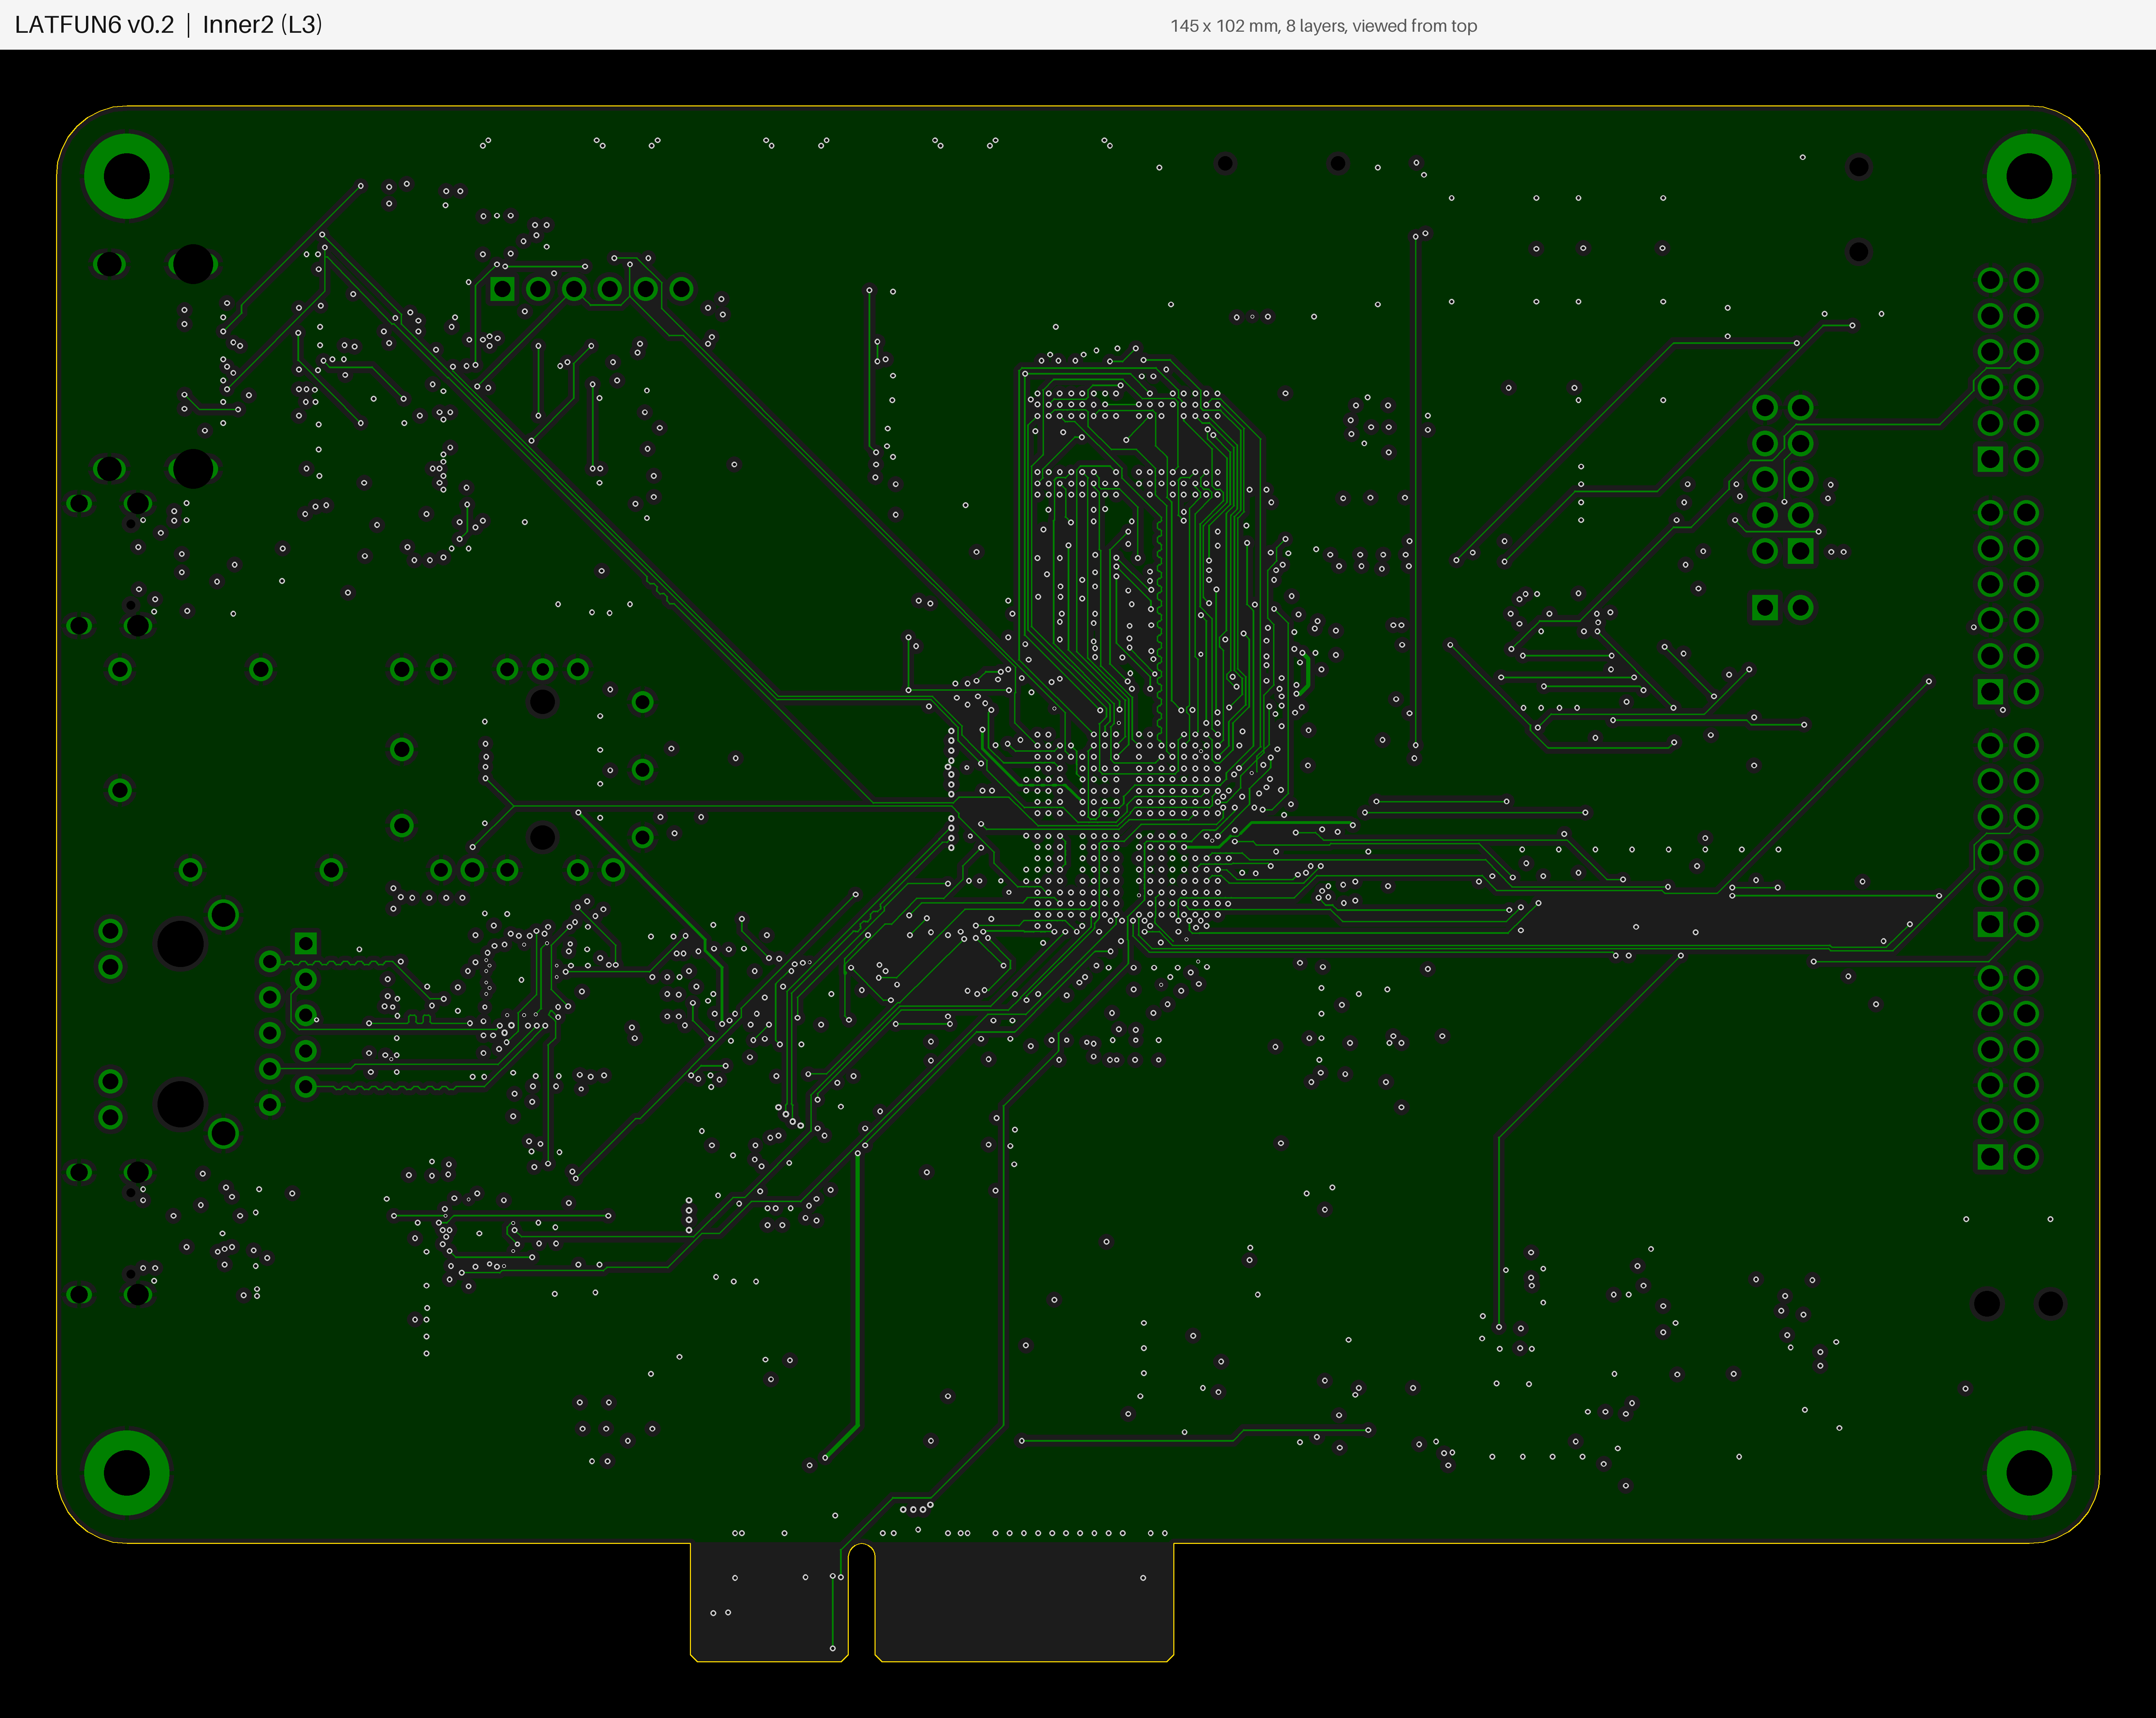 LATFUN6 v0.2 | Inner2 (L3)
145 x 102 mm, 8 layers, viewed from top